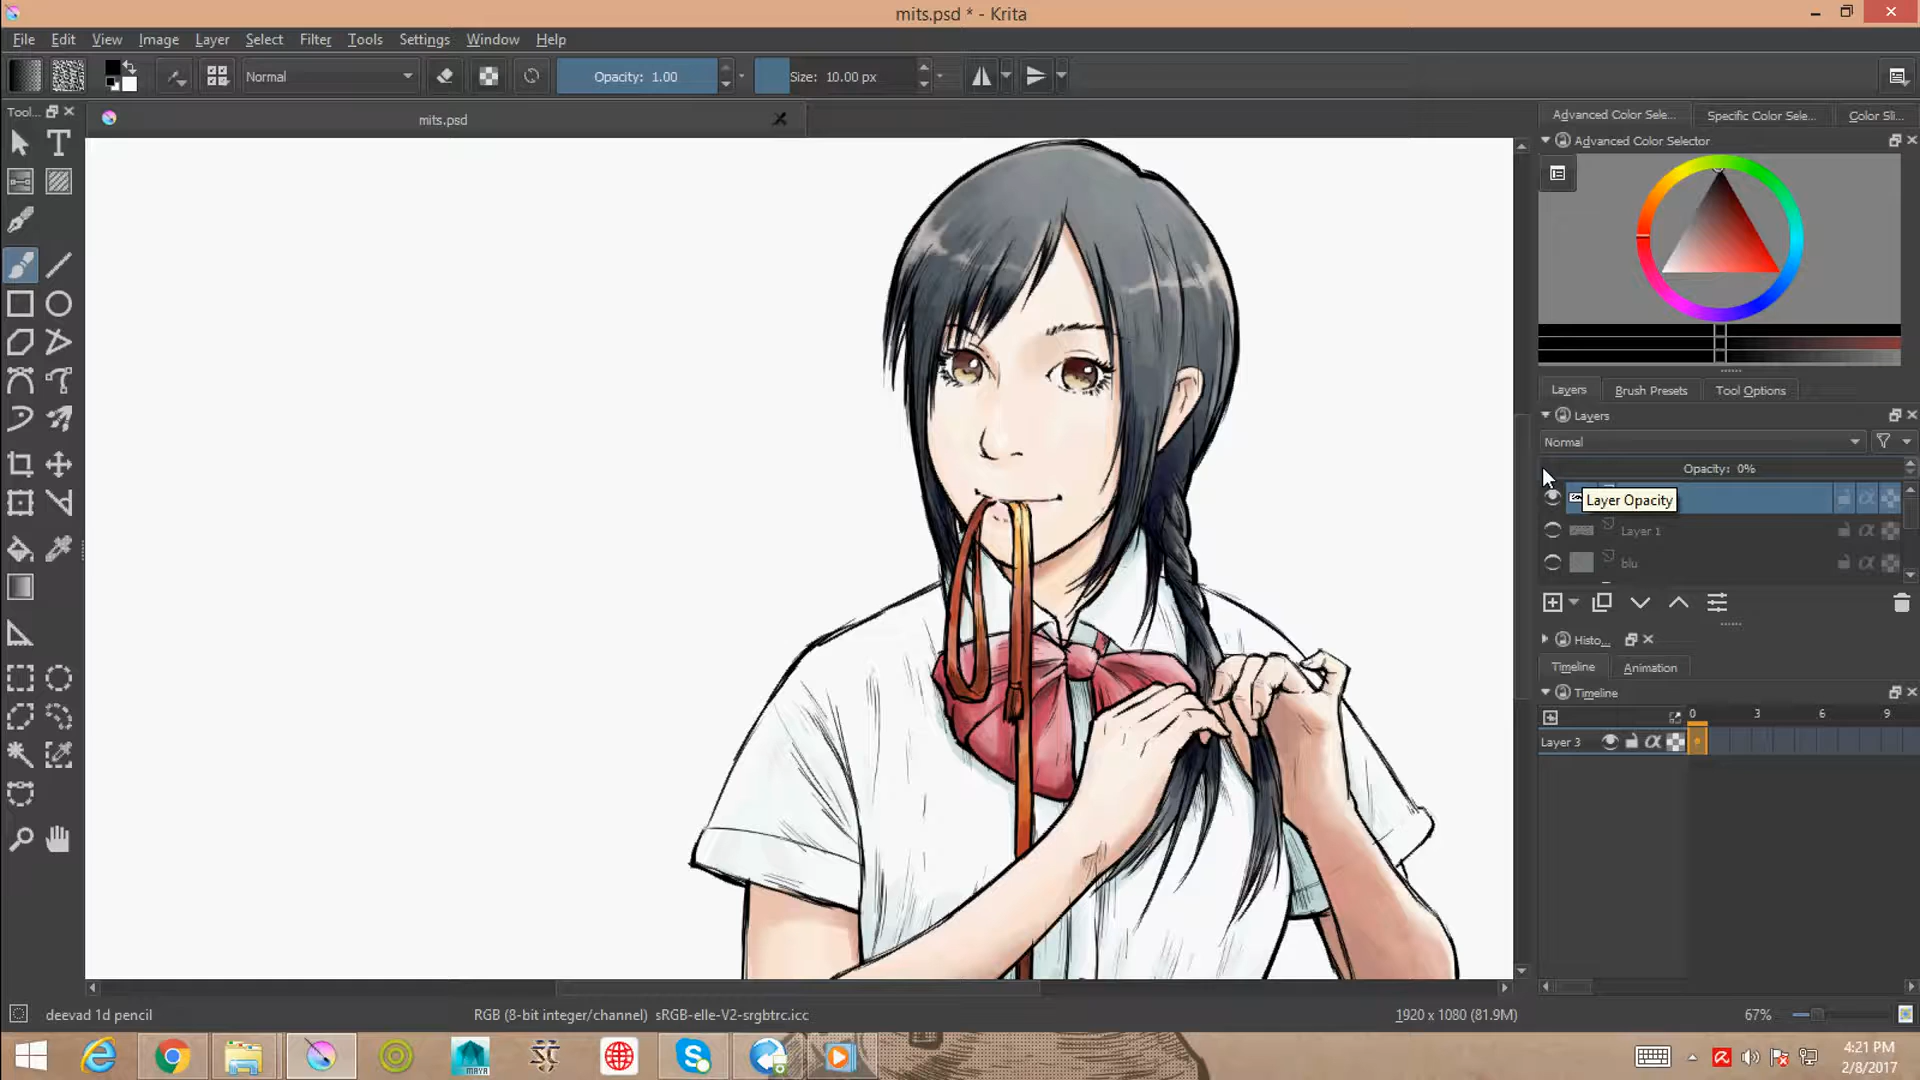 mits.psd * - Krita
File Edit View Image Layer Select Filter Tools Settings Window Help
Normal Opacity: 1.00 Size: 10.00 px
Tool... mits.psd Advanced Color Sele... Specific Color Sele... Color Sli...
Advanced Color Selector
Layers Brush Presets Tool Options
Layers
Normal
Opacity: 0%
Layer Opacity
Layer 1
blu
Histo...
Timeline Animation
Timeline
0 3 6 9
Layer 3
deevad 1d pencil RGB (8-bit integer/channel) sRGB-elle-V2-srgbtrc.icc 1920 x 1080 (81.9M) 67%
MAYA
4:21 PM
2/8/2017